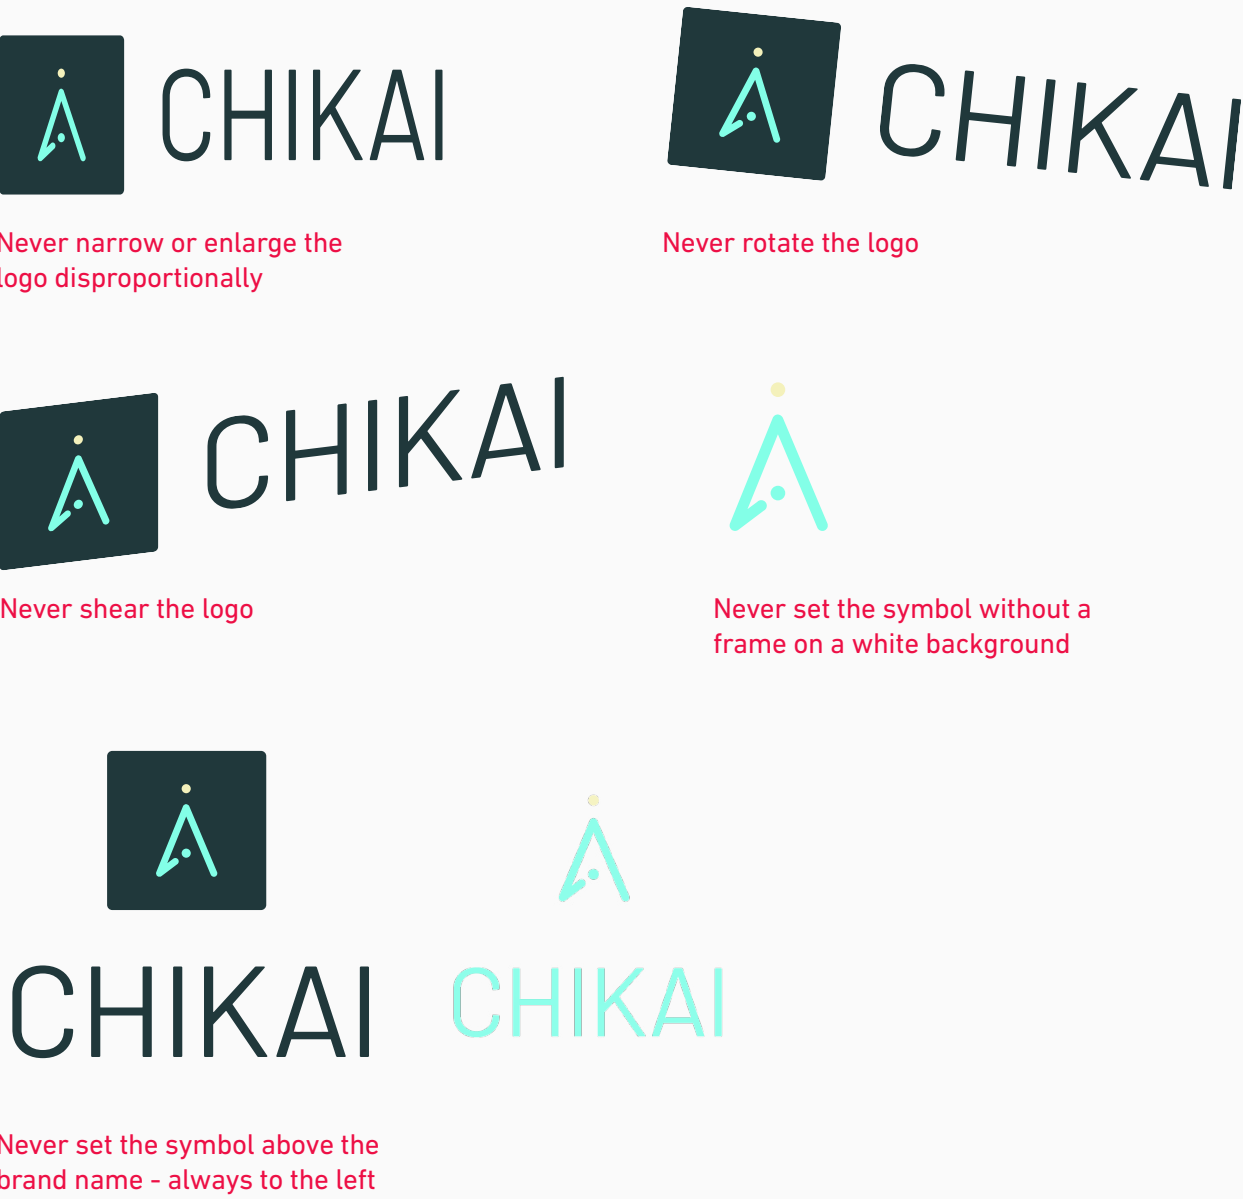 CHIKAI
CHIKAI
Never narrow or enlarge the
logo disproportionally
Never rotate the logo
CHIKAI
Never shear the logo
Never set the symbol without a
frame on a white background
CHIKAI
CHIKAI
Never set the symbol above the
brand name - always to the left